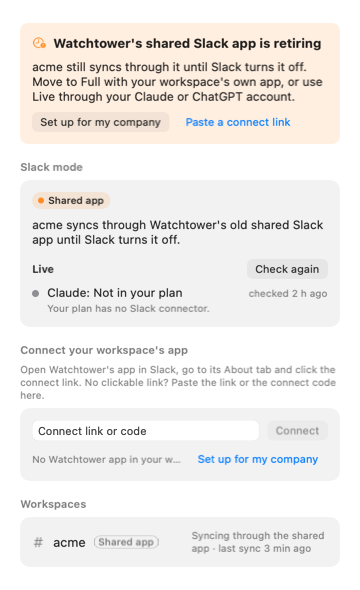 Watchtower's shared Slack app is retiring
acme still syncs through it until Slack turns it off.
Move to Full with your workspace's own app, or use
Live through your Claude or ChatGPT account.
Set up for my company
Paste a connect link
Slack mode
Shared app
acme syncs through Watchtower's old shared Slack
app until Slack turns it off.
Live
Check again
Claude: Not in your plan
checked 2 h ago
Your plan has no Slack connector.
Connect your workspace's app
Open Watchtower's app in Slack, go to its About tab and click the
connect link. No clickable link? Paste the link or the connect code
here.
Connect link or code
Connect
No Watchtower app in your w...
Set up for my company
Workspaces
# acme
Shared app
Syncing through the shared
app · last sync 3 min ago